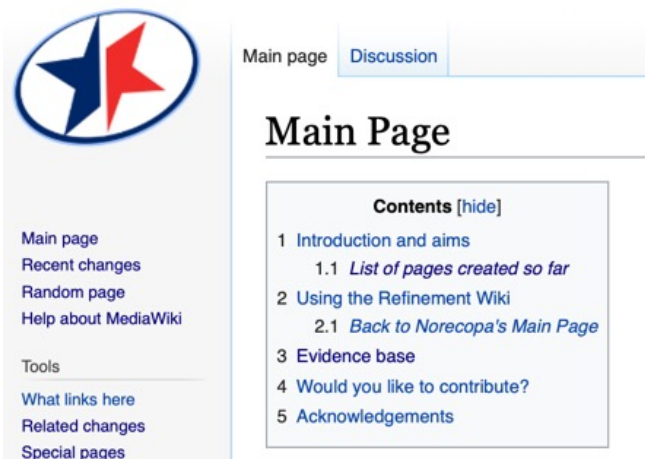 Main page Discussion
Main Page
Contents [hide]
1 Introduction and aims
1.1 List of pages created so far
2 Using the Refinement Wiki
2.1 Back to Norecopa's Main Page
3 Evidence base
4 Would you like to contribute?
5 Acknowledgements
Main page
Recent changes
Random page
Help about MediaWiki
Tools
What links here
Related changes
Special pages